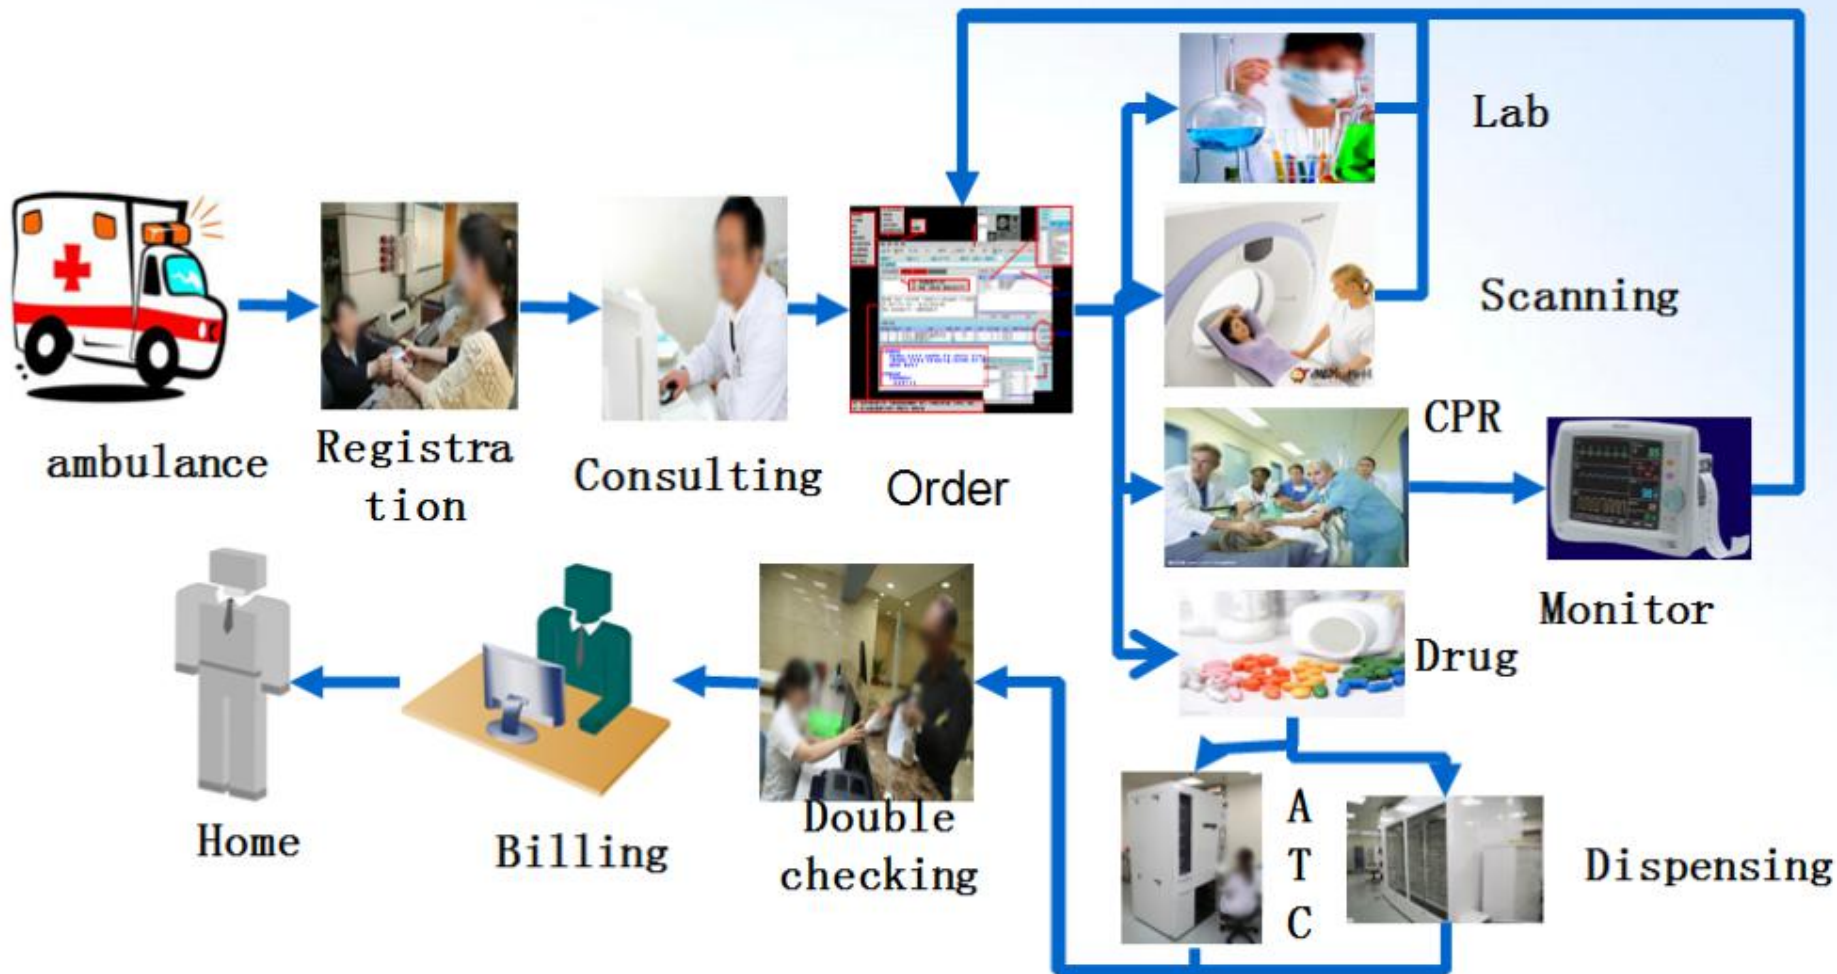 Lab
Scanning
CPR
ambulance
Registra
tion
Consulting
Order
Monitor
Drug
Home
Billing
Double
checking
A
T
C
Dispensing